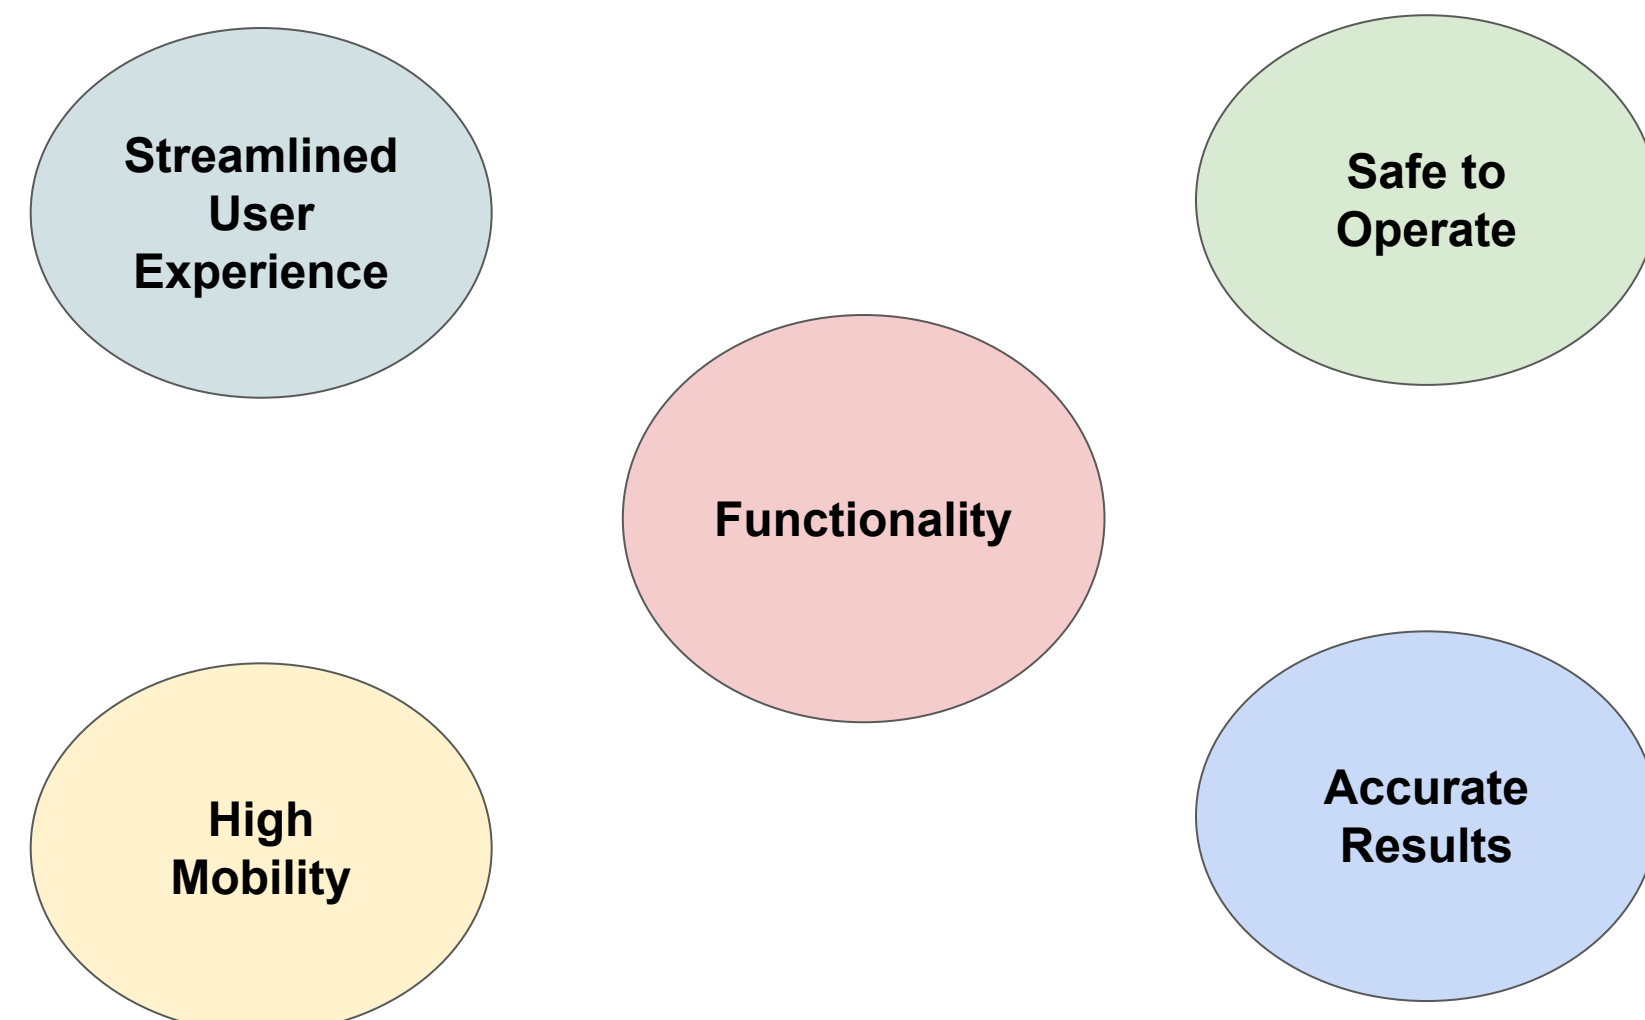 Streamlined
User
Experience
Safe to
Operate
Functionality
High
Mobility
Accurate
Results